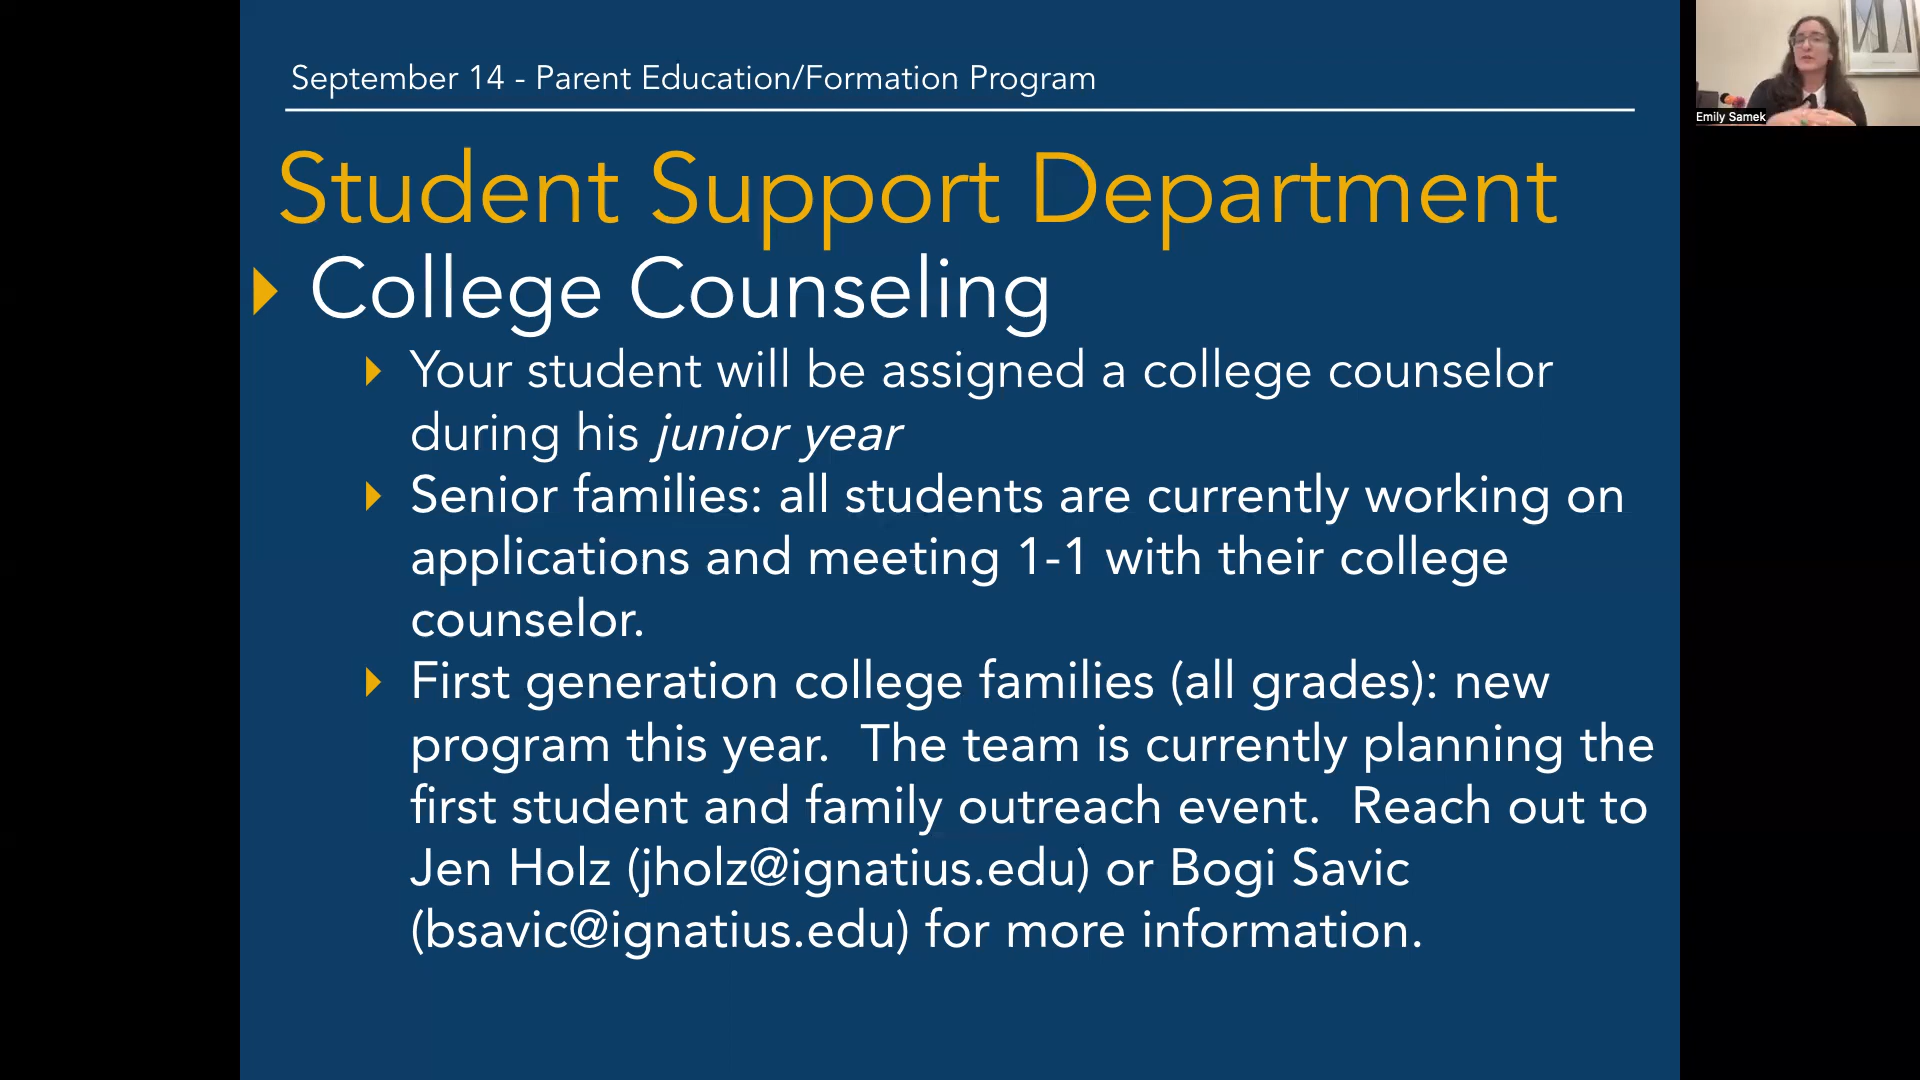 September 14 - Parent Education/Formation Program
Emily Samek
Student Support Department
College Counseling
Your student will be assigned a college counselor
during his junior year
Senior families: all students are currently working on
applications and meeting 1-1 with their college
counselor.
First generation college families (all grades): new
program this year.  The team is currently planning the
first student and family outreach event.  Reach out to
Jen Holz (jholz@ignatius.edu) or Bogi Savic
(bsavic@ignatius.edu) for more information.